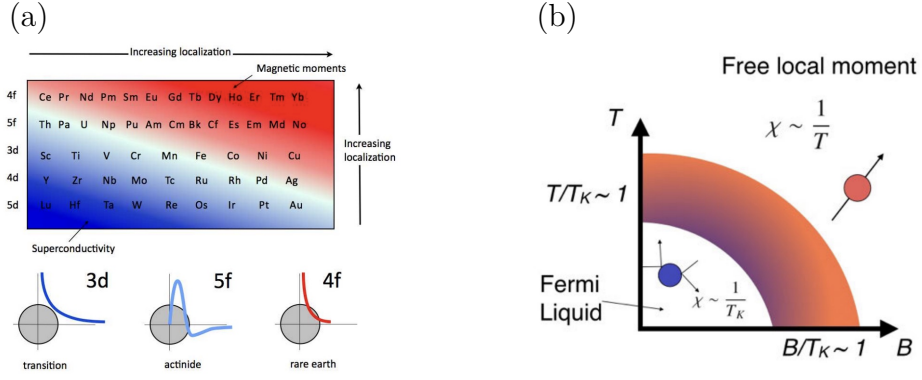 (a)
Increasing localization
Magnetic moments
4f Ce Pr Nd Pm Sm Eu Gd Tb Dy Ho Er Tm Yb
5f Th Pa U Np Pu Am Cm Bk Cf Es Em Md No
3d Sc Ti V Cr Mn Fe Co Ni Cu
4d Y Zr Nb Mo Tc Ru Rh Pd Ag
5d Lu Hf Ta W Re Os Ir Pt Au
Increasing
localization
Superconductivity
3d 5f 4f
transition actinide rare earth
(b)
Free local moment
T
χ ~ 1/T
T/T_K ~ 1
Fermi
Liquid
χ ~ 1/T_K
B/T_K ~ 1 B